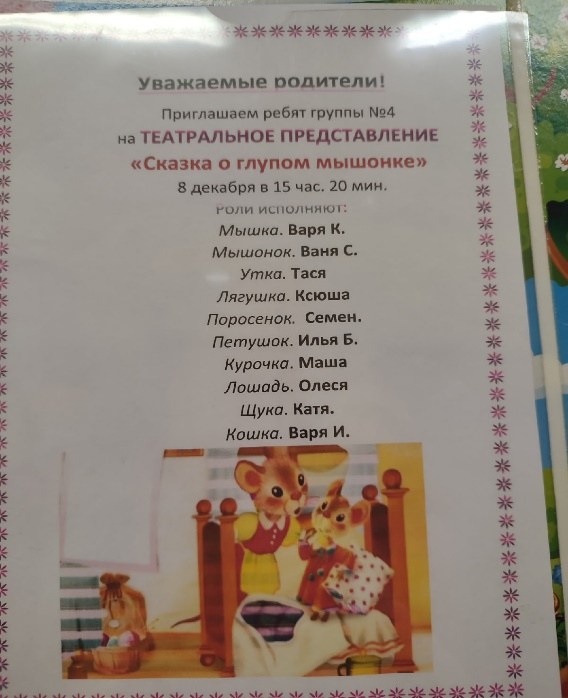 Уважаемые родители!
Приглашаем ребят группы №4
на ТЕАТРАЛЬНОЕ ПРЕДСТАВЛЕНИЕ
«Сказка о глупом мышонке»
8 декабря в 15 час. 20 мин.
Роли исполняют:
Мышка. Варя К.
Мышонок. Ваня С.
Утка. Тася
Лягушка. Ксюша
Поросенок. Семен.
Петушок. Илья Б.
Курочка. Маша
Лошадь. Олеся
Щука. Катя.
Кошка. Варя И.